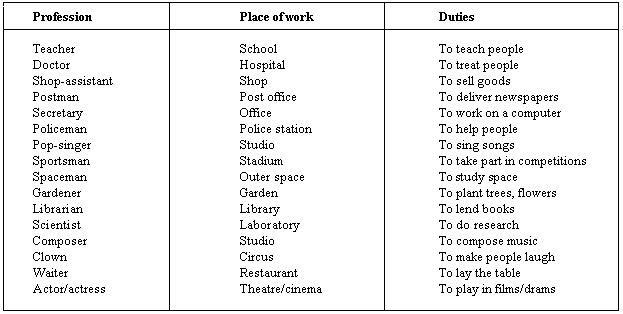 Profession Place of work Duties
Teacher School To teach people
Doctor Hospital To treat people
Shop-assistant Shop To sell goods
Postman Post office To deliver newspapers
Secretary Office To work on a computer
Policeman Police station To help people
Pop-singer Studio To sing songs
Sportsman Stadium To take part in competitions
Spaceman Outer space To study space
Gardener Garden To plant trees, flowers
Librarian Library To lend books
Scientist Laboratory To do research
Composer Studio To compose music
Clown Circus To make people laugh
Waiter Restaurant To lay the table
Actor/actress Theatre/cinema To play in films/drams